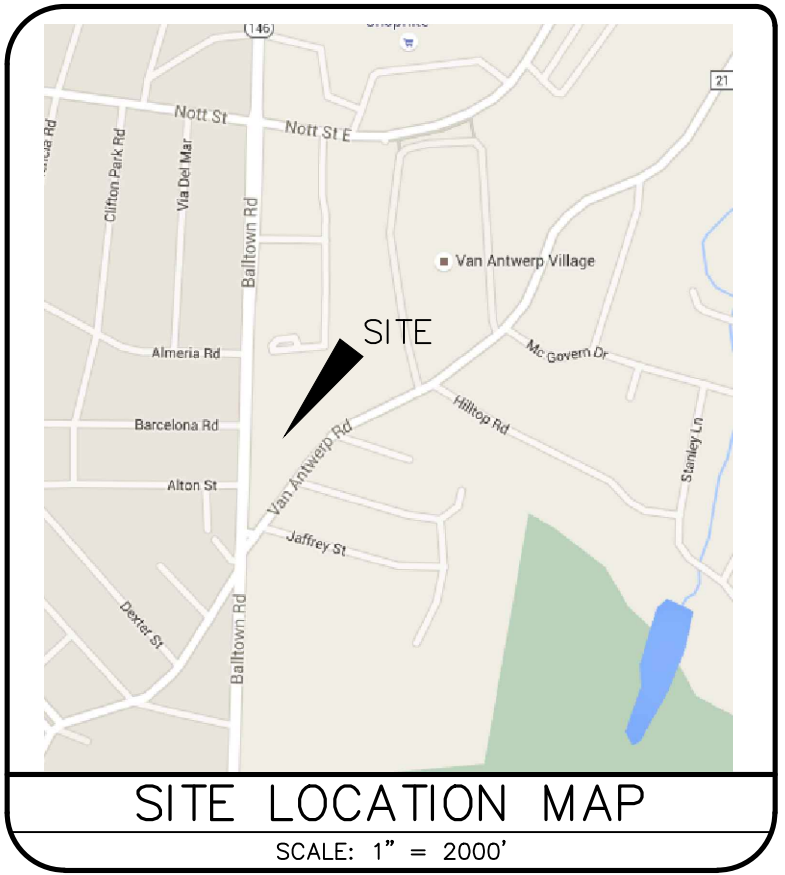 146
21
Nott St
Nott St E
Clifton Park Rd
Via Del Mar
Balltown Rd
Van Antwerp Village
SITE
Almeria Rd
Mc Govern Dr
Barcelona Rd
Hilltop Rd
Stanley Ln
Van Antwerp Rd
Alton St
Jaffrey St
Dexter St
Balltown Rd
SITE LOCATION MAP
SCALE: 1" = 2000'